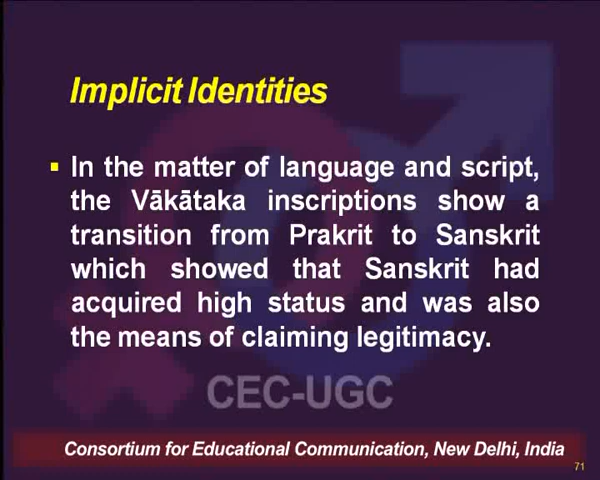 Implicit Identities
▪ In the matter of language and script,
the Vākātaka inscriptions show a
transition from Prakrit to Sanskrit
which showed that Sanskrit had
acquired high status and was also
the means of claiming legitimacy.
CEC-UGC
Consortium for Educational Communication, New Delhi, India
71